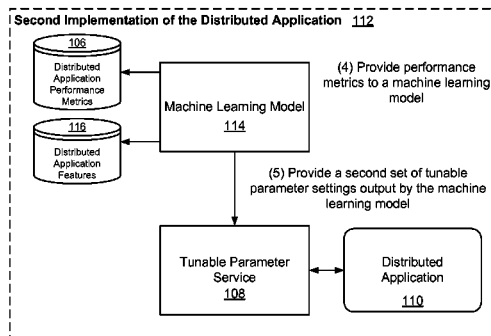 Second Implementation of the Distributed Application 112
106
Distributed
Application
Performance
Metrics
116
Distributed
Application
Features
Machine Learning Model
114
(4) Provide performance
metrics to a machine learning
model
(5) Provide a second set of tunable
parameter settings output by the machine
learning model
Tunable Parameter
Service
108
Distributed
Application
110